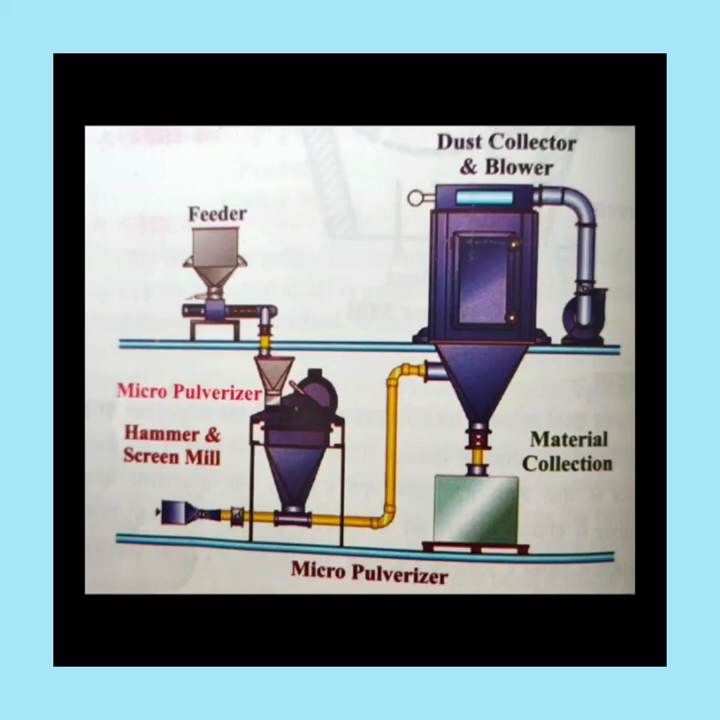 Dust Collector
& Blower
Feeder
Micro Pulverizer
Hammer &
Screen Mill
Material
Collection
Micro Pulverizer